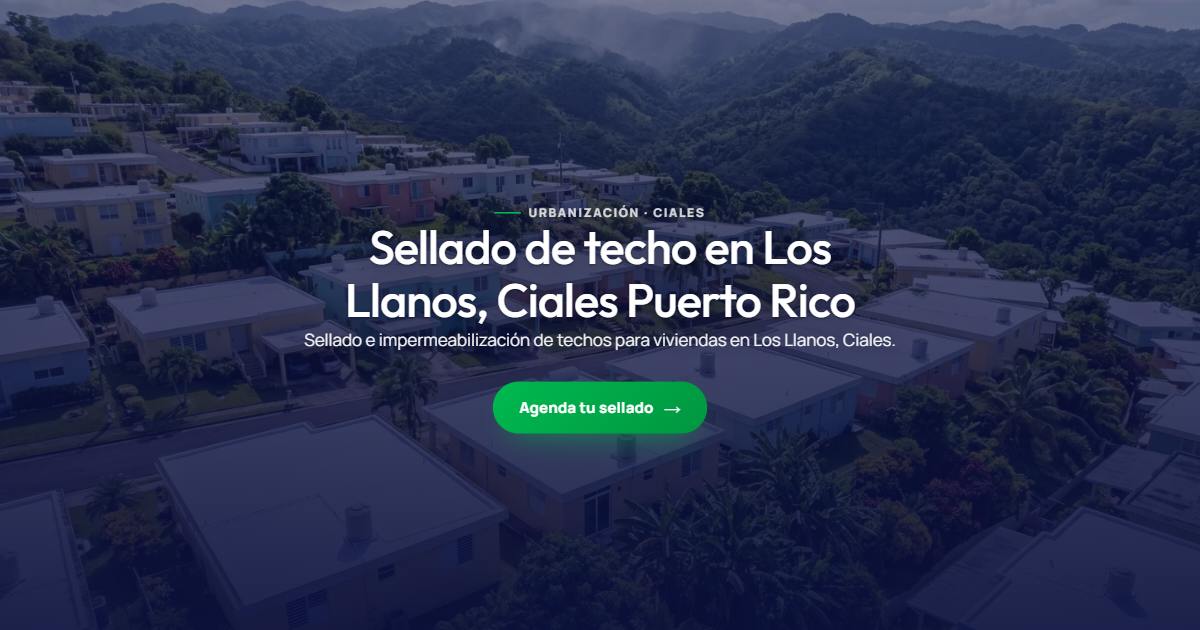 URBANIZACIÓN · CIALES
Sellado de techo en Los
Llanos, Ciales Puerto Rico
Sellado e impermeabilización de techos para viviendas en Los Llanos, Ciales.
Agenda tu sellado →